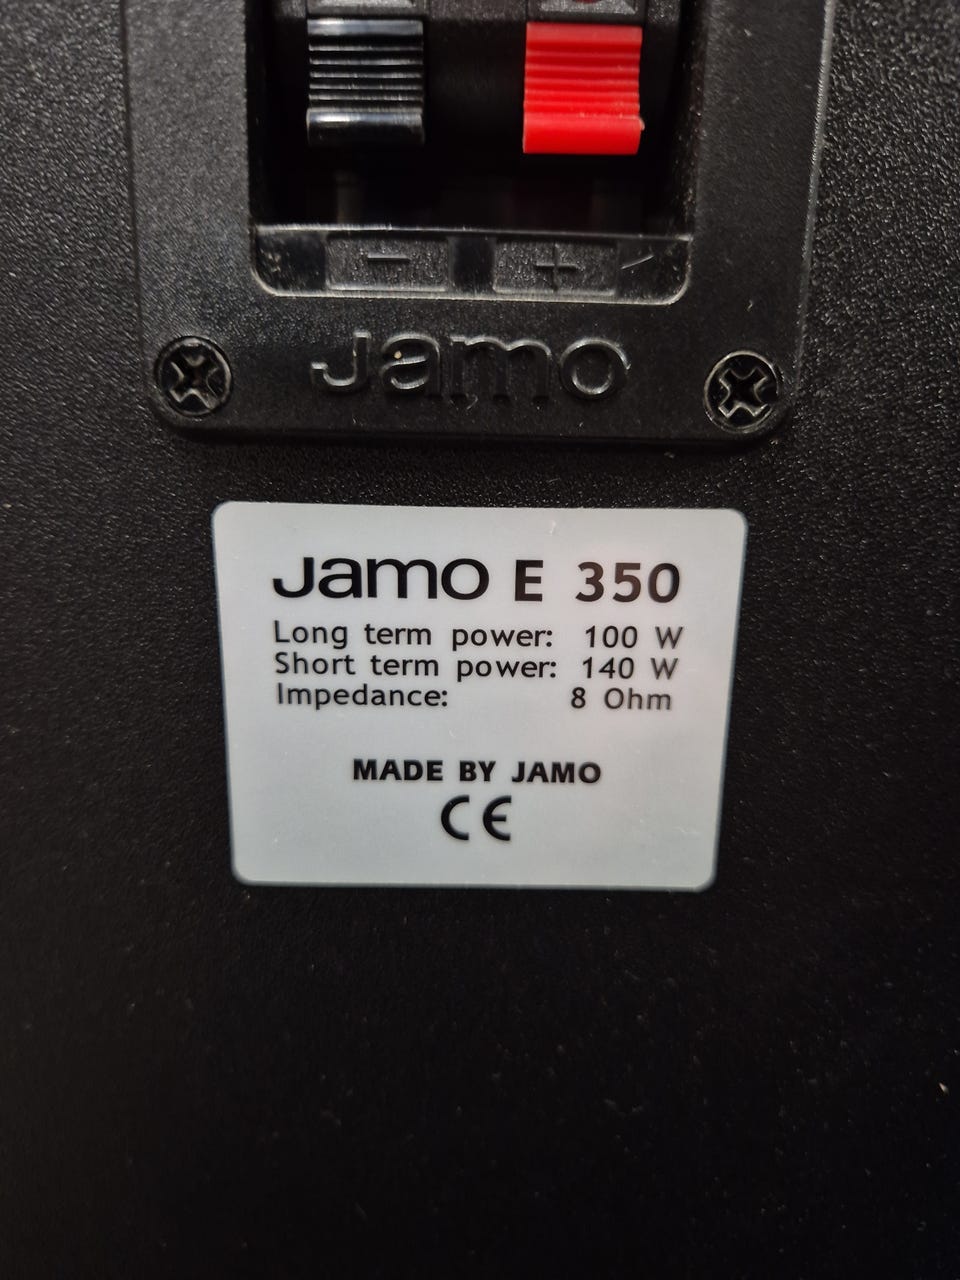 - +
Jamo
Jamo E 350
Long term power: 100 W
Short term power: 140 W
Impedance: 8 Ohm
MADE BY JAMO
CE